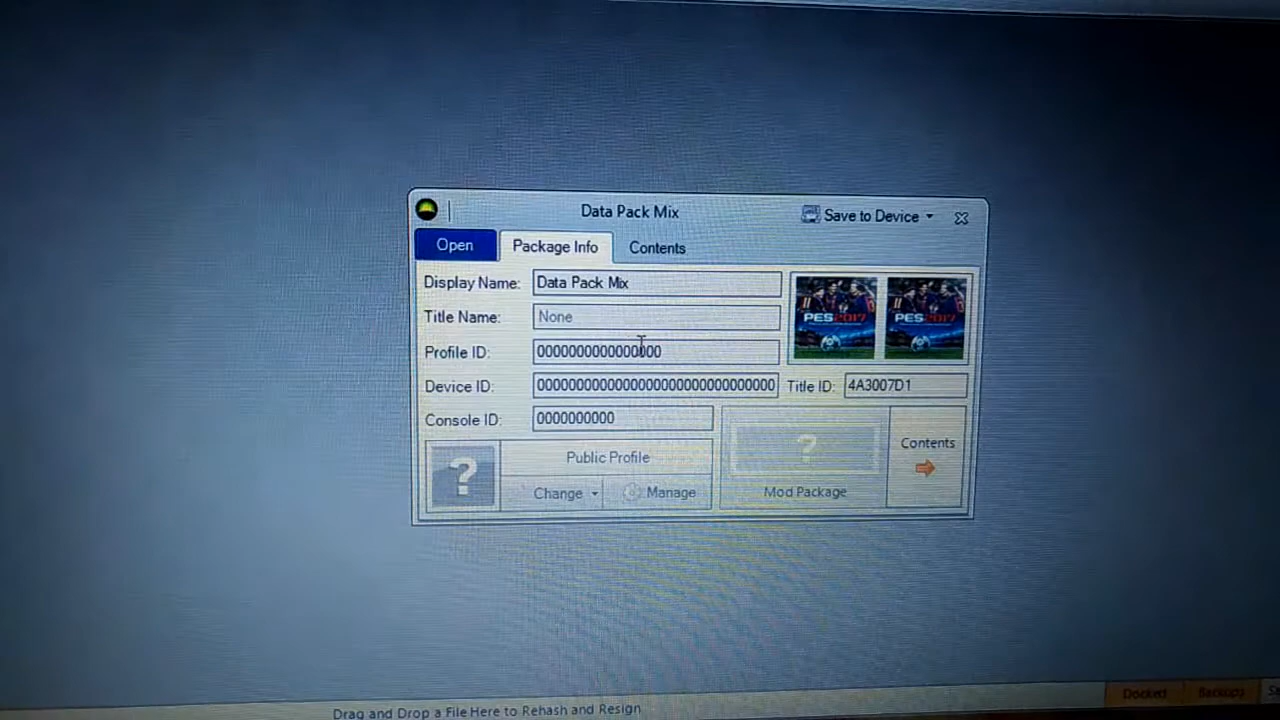 Data Pack Mix
Save to Device
Open
Package Info
Contents
Display Name:
Data Pack Mix
Title Name:
None
Profile ID:
0000000000000000
Device ID:
Title ID:
4A3007D1
Console ID:
0000000000
PES2017
PES2017
?
Public Profile
Change
Manage
?
Mod Package
Contents
Drag and Drop a File Here to Rehash and Resign
Docked
Backups